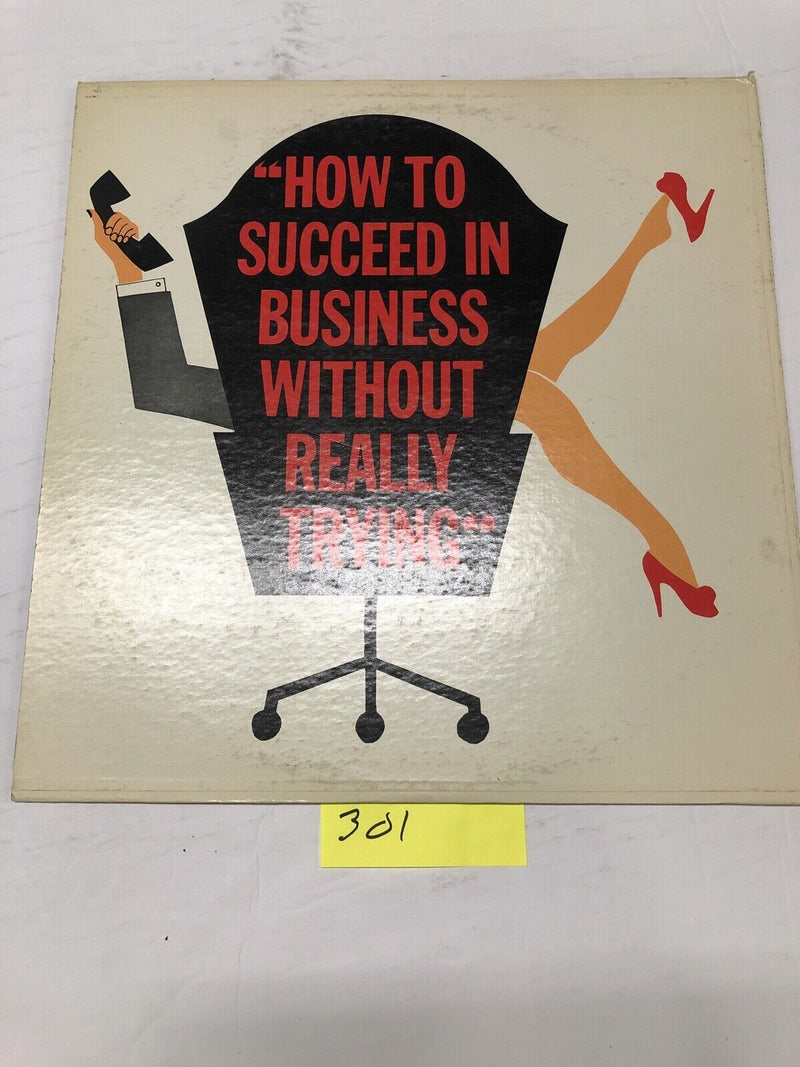 “HOW TO
SUCCEED IN
BUSINESS
WITHOUT
REALLY
TRYING“
301